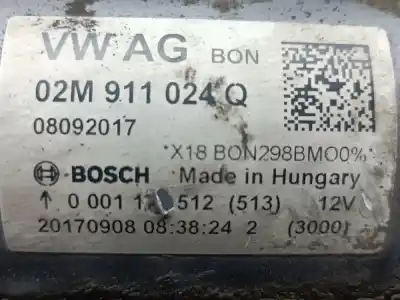 VW AG BON
02M 911 024 Q
08092017
*X18 BON298BMO0%*
BOSCH Made in Hungary
↑ 0 001 512 (513) 12V
20170908 08:38:24 2 (3000)